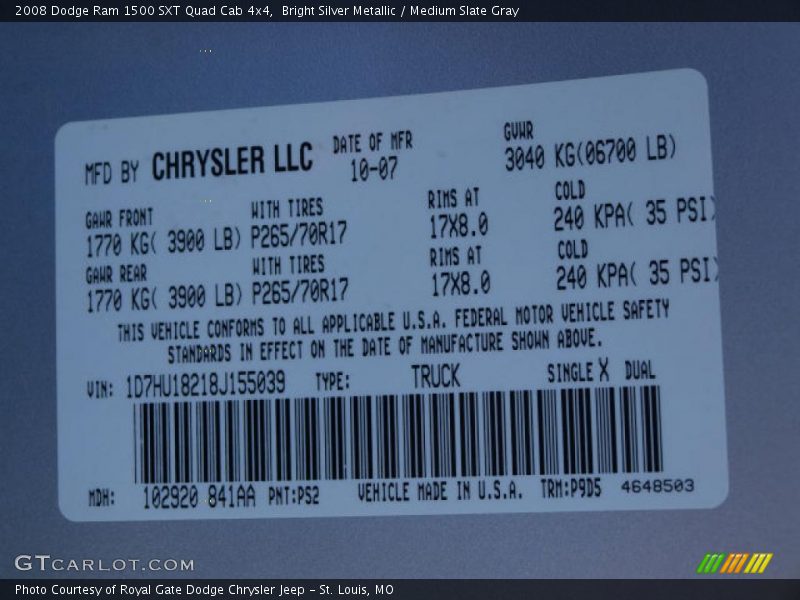 2008 Dodge Ram 1500 SXT Quad Cab 4x4,  Bright Silver Metallic / Medium Slate Gray
MFD BY CHRYSLER LLC DATE OF MFR 10-07 GVWR 3040 KG(06700 LB)
GAWR FRONT WITH TIRES RIMS AT COLD
1770 KG( 3900 LB) P265/70R17 17X8.0 240 KPA( 35 PSI)
GAWR REAR WITH TIRES RIMS AT COLD
1770 KG( 3900 LB) P265/70R17 17X8.0 240 KPA( 35 PSI)
THIS VEHICLE CONFORMS TO ALL APPLICABLE U.S.A. FEDERAL MOTOR VEHICLE SAFETY
STANDARDS IN EFFECT ON THE DATE OF MANUFACTURE SHOWN ABOVE.
VIN: 1D7HU18218J155039 TYPE: TRUCK SINGLE X DUAL
MDH: 102920 841AA PNT:PS2 VEHICLE MADE IN U.S.A. TRM:P9D5 4648503
GTCARLOT.COM
Photo Courtesy of Royal Gate Dodge Chrysler Jeep - St. Louis, MO